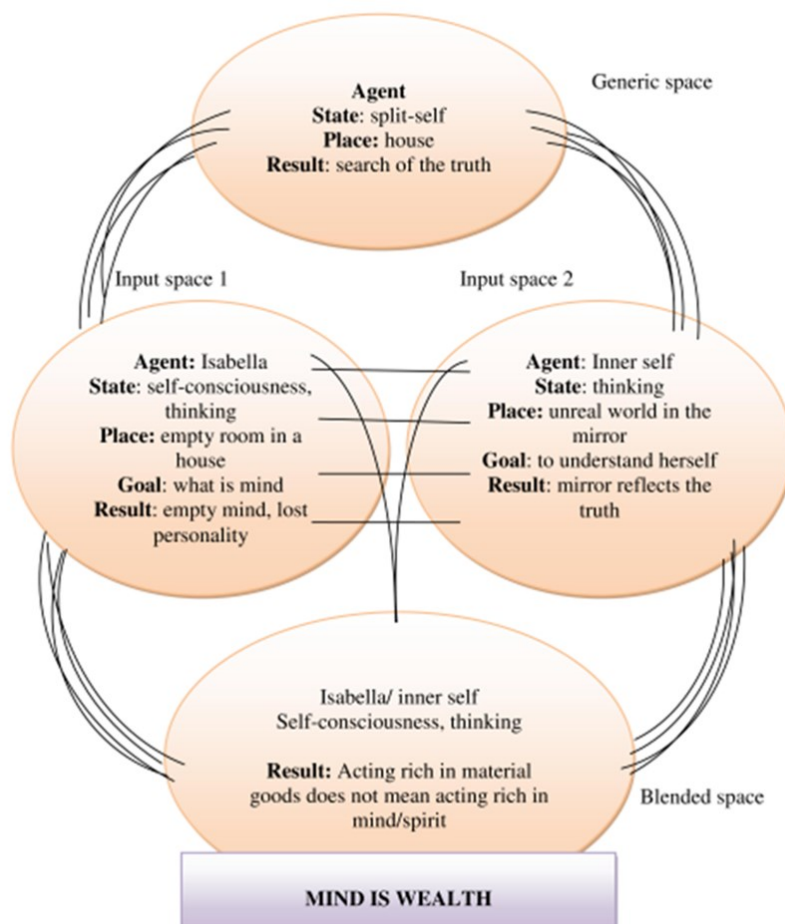 Generic space
Agent
State: split-self
Place: house
Result: search of the truth
Input space 1
Input space 2
Agent: Isabella
State: self-consciousness,
thinking
Place: empty room in a
house
Goal: what is mind
Result: empty mind, lost
personality
Agent: Inner self
State: thinking
Place: unreal world in the
mirror
Goal: to understand herself
Result: mirror reflects the
truth
Isabella/ inner self
Self-consciousness, thinking
Result: Acting rich in material
goods does not mean acting rich in
mind/spirit
Blended space
MIND IS WEALTH